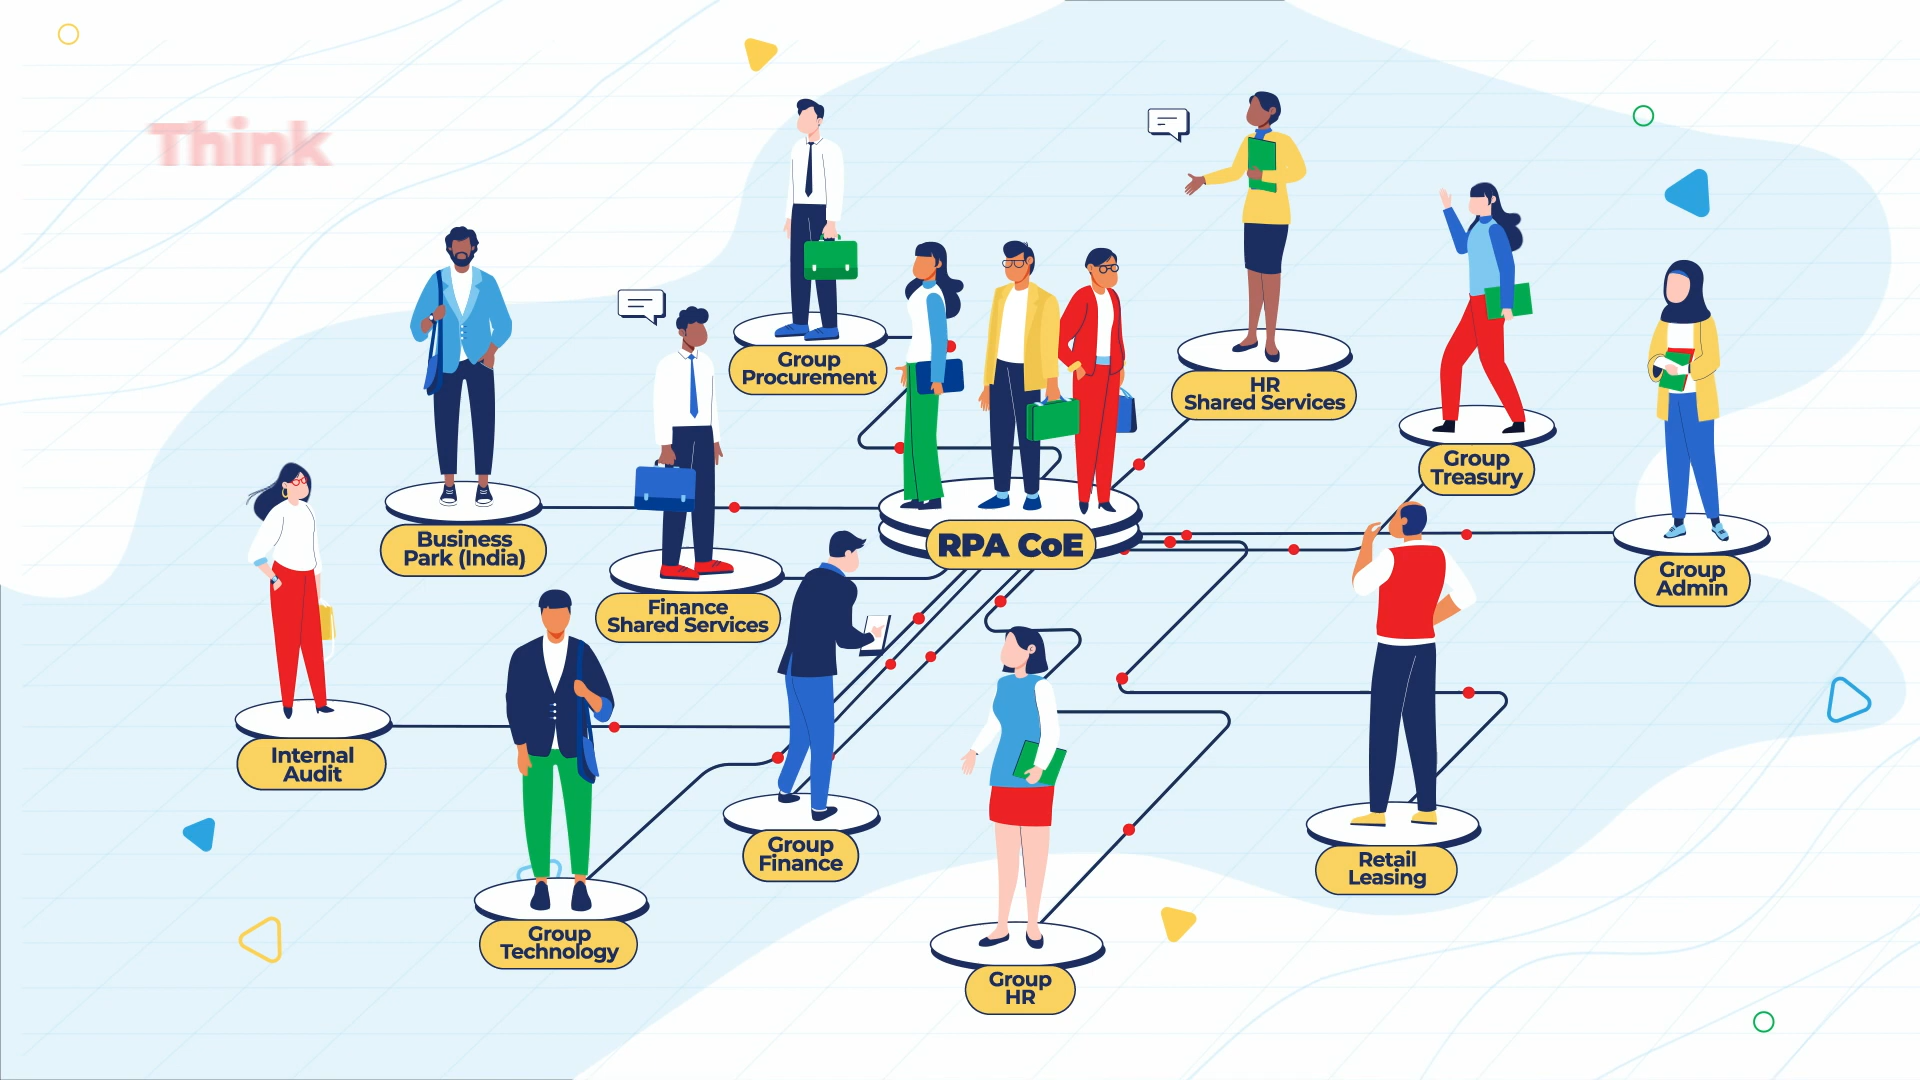 Think
Group
Procurement
HR
Shared Services
Group
Treasury
Business
Park (India)
RPA CoE
Group
Admin
Finance
Shared Services
Internal
Audit
Group
Finance
Retail
Leasing
Group
Technology
Group
HR